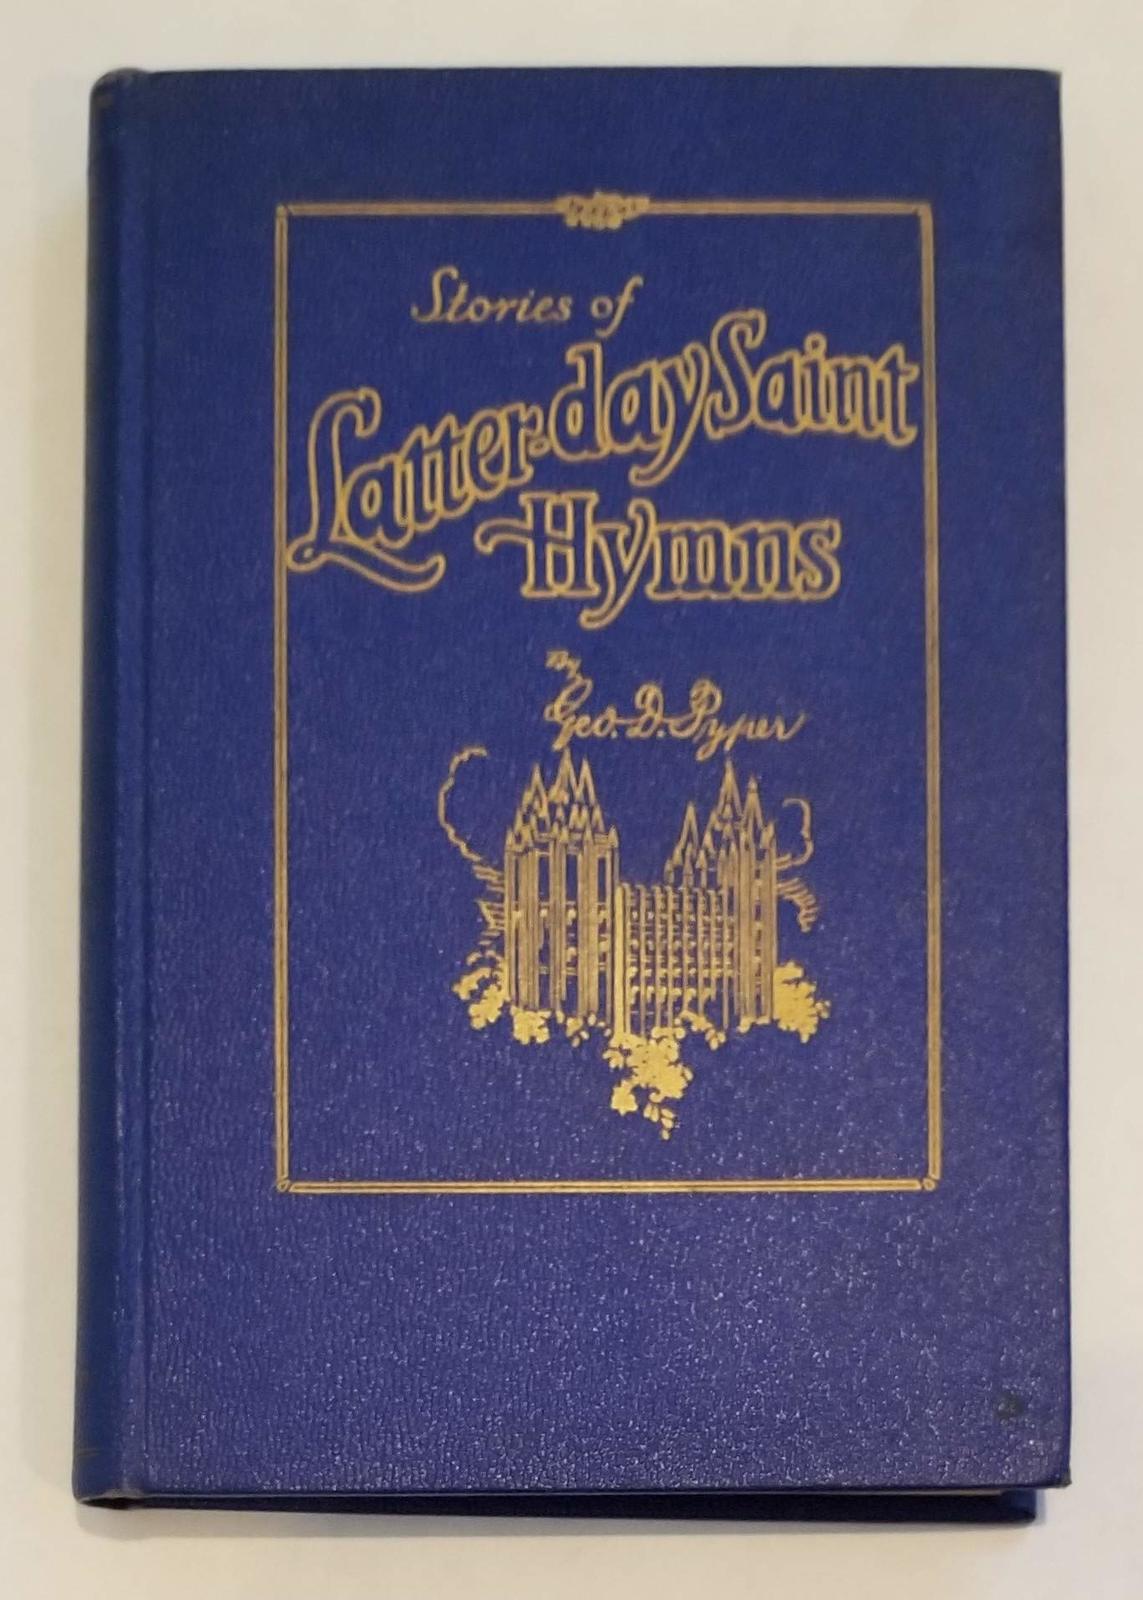 Stories of
Latter-day Saint
Hymns
By
Geo. D. Pyper